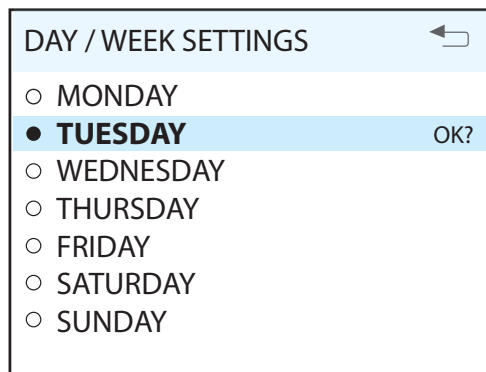 DAY / WEEK SETTINGS
MONDAY
TUESDAY OK?
WEDNESDAY
THURSDAY
FRIDAY
SATURDAY
SUNDAY